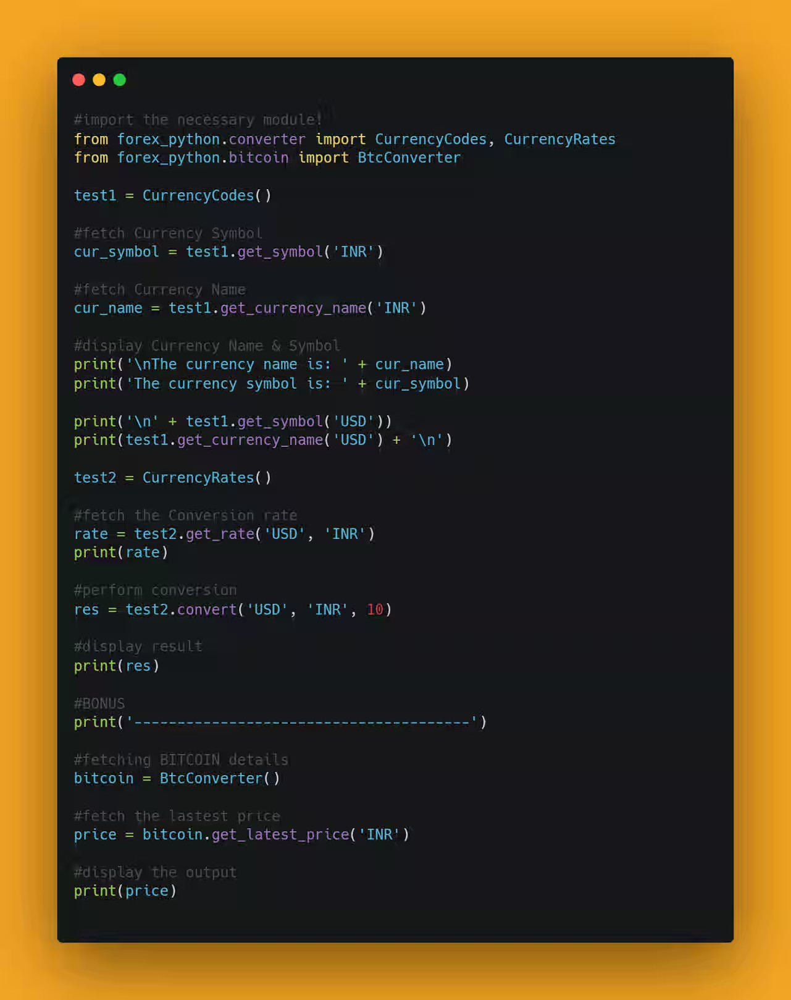 #import the necessary module!
from forex_python.converter import CurrencyCodes, CurrencyRates
from forex_python.bitcoin import BtcConverter
test1 = CurrencyCodes()
#fetch Currency Symbol
cur_symbol = test1.get_symbol('INR')
#fetch Currency Name
cur_name = test1.get_currency_name('INR')
#display Currency Name & Symbol
print('\nThe currency name is: ' + cur_name)
print('The currency symbol is: ' + cur_symbol)
print('\n' + test1.get_symbol('USD'))
print(test1.get_currency_name('USD') + '\n')
test2 = CurrencyRates()
#fetch the Conversion rate
rate = test2.get_rate('USD', 'INR')
print(rate)
#perform conversion
res = test2.convert('USD', 'INR', 10)
#display result
print(res)
#BONUS
print('---------------------------------------')
#fetching BITCOIN details
bitcoin = BtcConverter()
#fetch the lastest price
price = bitcoin.get_latest_price('INR')
#display the output
print(price)